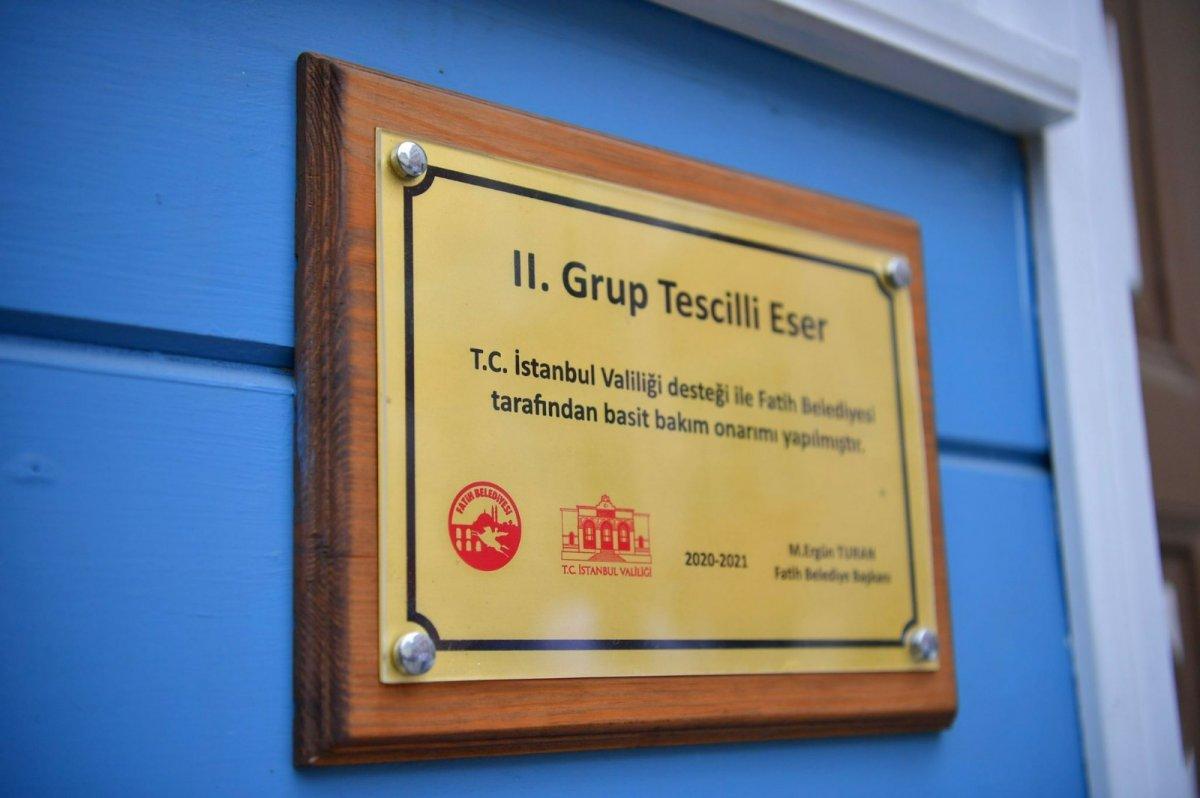 II. Grup Tescilli Eser
T.C. İstanbul Valiliği desteği ile Fatih Belediyesi
tarafından basit bakım onarımı yapılmıştır.
FATİH BELEDİYESİ
T.C. İSTANBUL VALİLİĞİ
2020-2021
M.Ergün TURAN
Fatih Belediye Başkanı